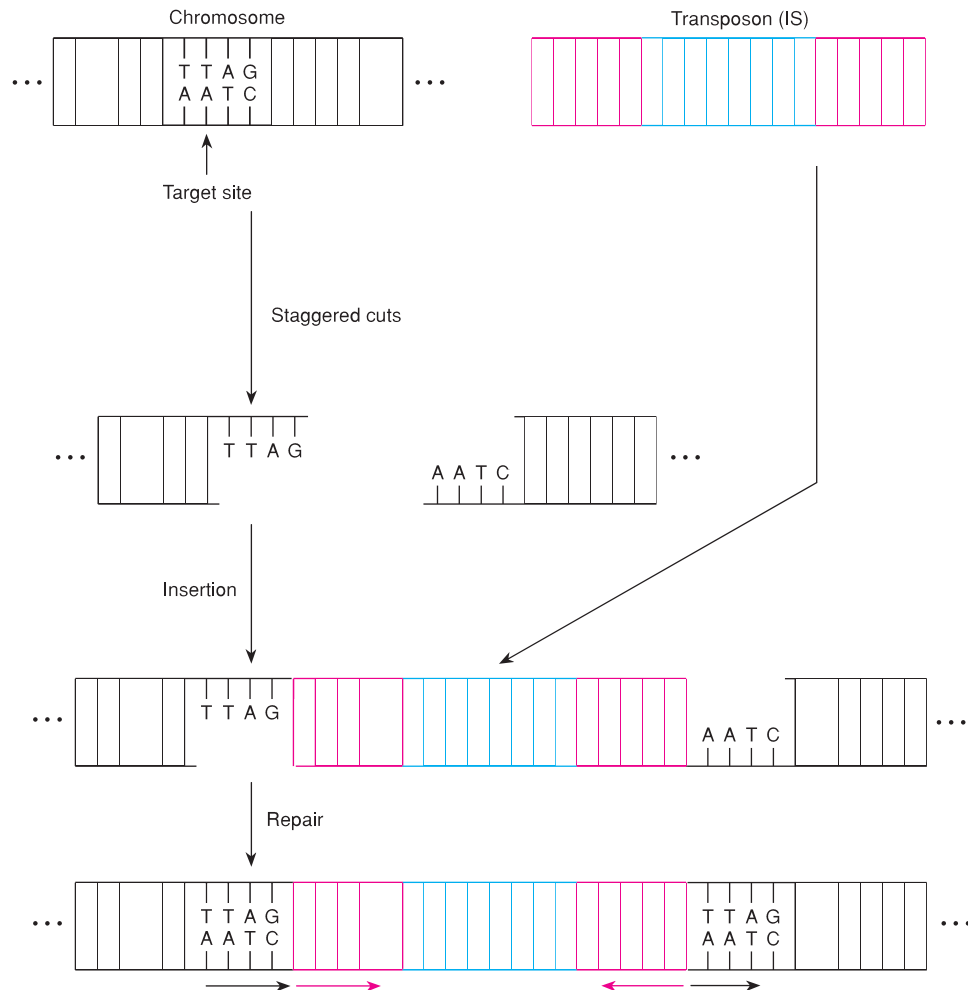 Chromosome
Transposon (IS)
... T T A G ...
A A T C
Target site
Staggered cuts
... T T A G
A A T C ...
Insertion
... T T A G
A A T C ...
Repair
... T T A G T T A G ...
A A T C A A T C